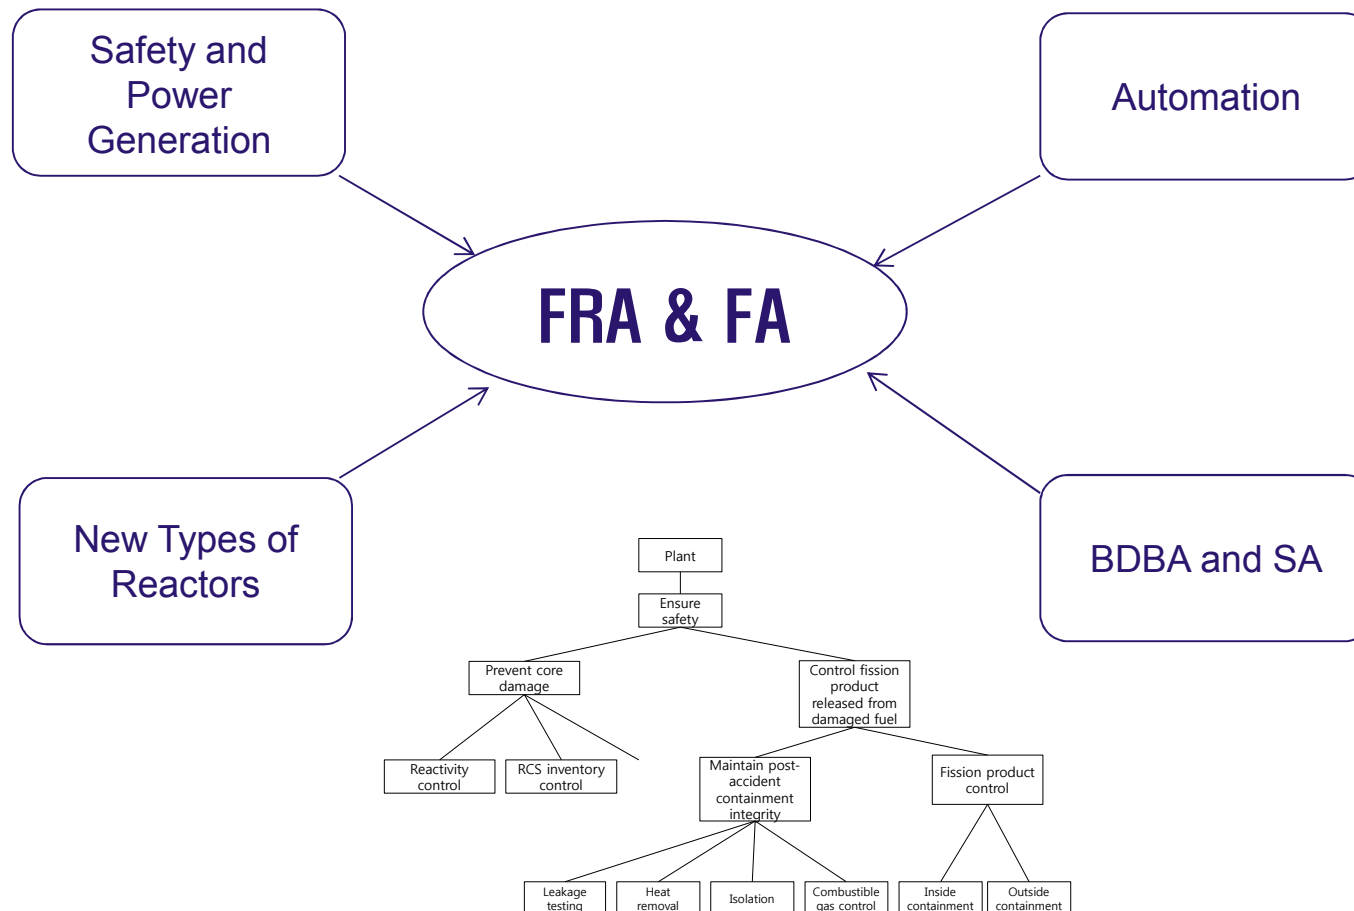 Safety and
Power
Generation
Automation
FRA & FA
New Types of
Reactors
BDBA and SA
Plant
Ensure
safety
Prevent core
damage
Control fission
product
released from
damaged fuel
Reactivity
control
RCS inventory
control
Maintain post-
accident
containment
integrity
Fission product
control
Leakage
testing
Heat
removal
Isolation
Combustible
gas control
Inside
containment
Outside
containment